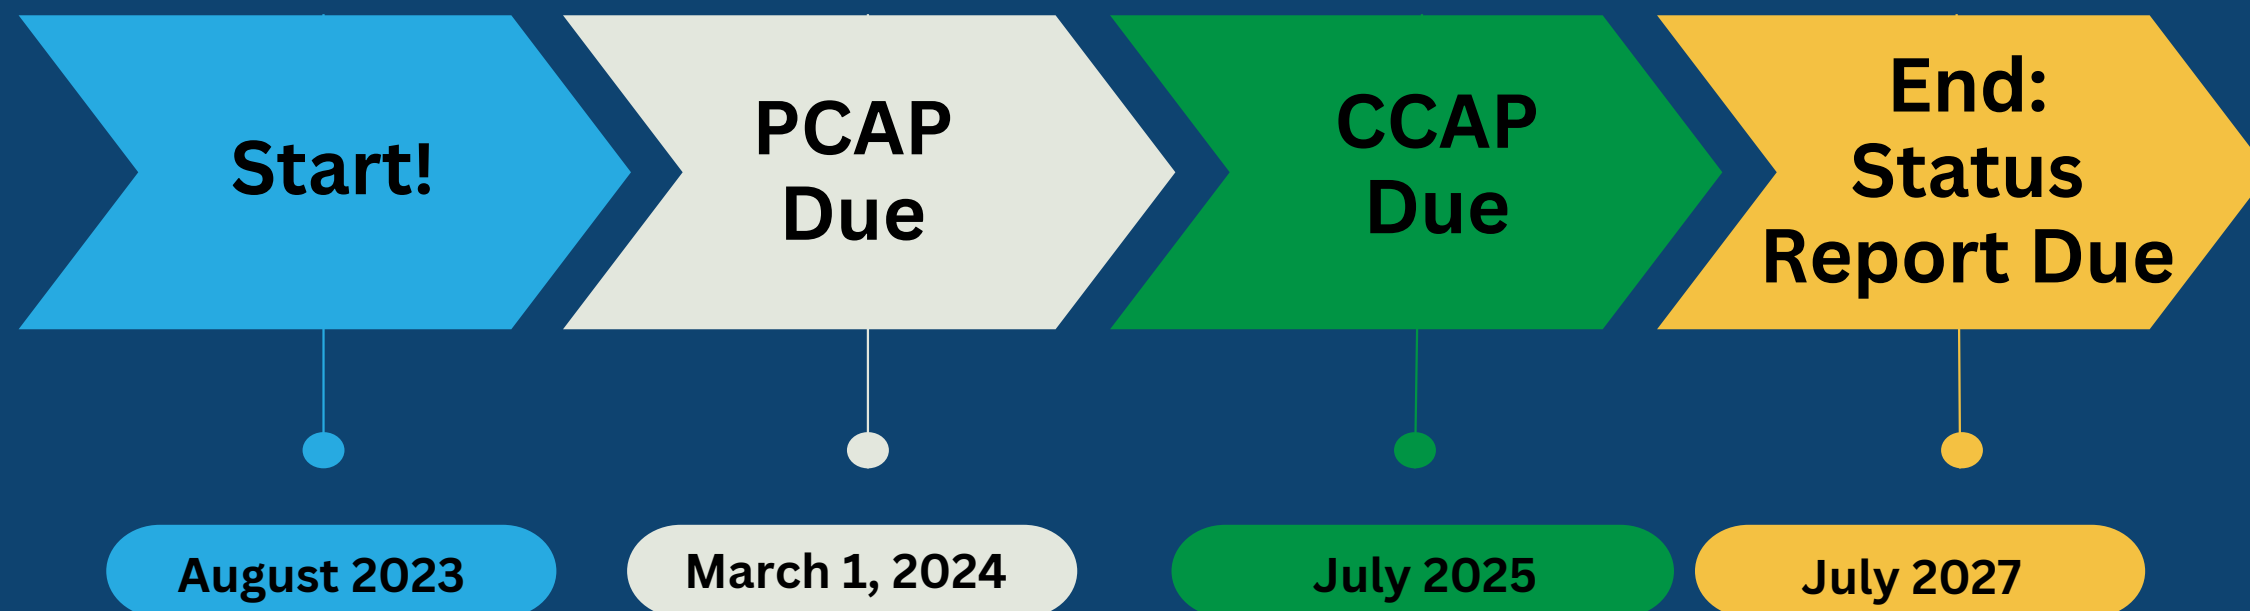 Start!
PCAP
Due
CCAP
Due
End:
Status
Report Due
August 2023
March 1, 2024
July 2025
July 2027